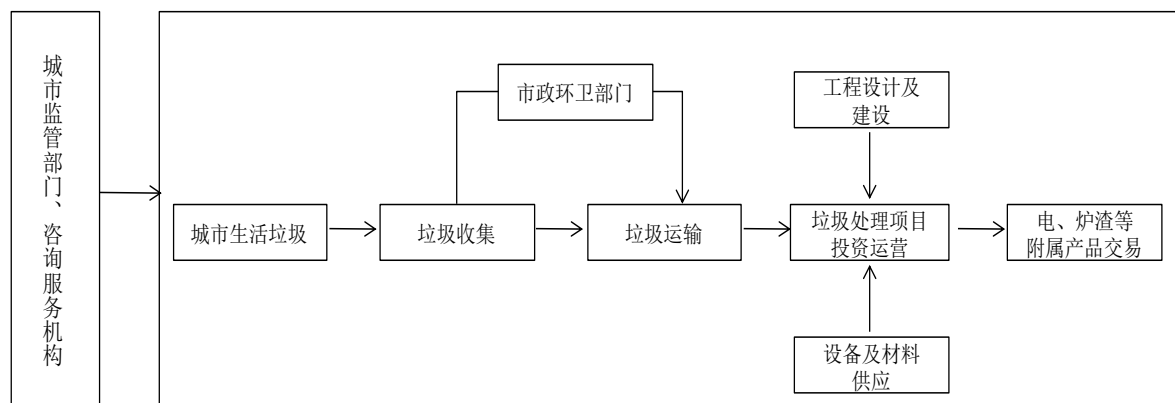 城市监管部门、咨询服务机构
市政环卫部门
工程设计及
建设
城市生活垃圾
垃圾收集
垃圾运输
垃圾处理项目
投资运营
电、炉渣等
附属产品交易
设备及材料
供应